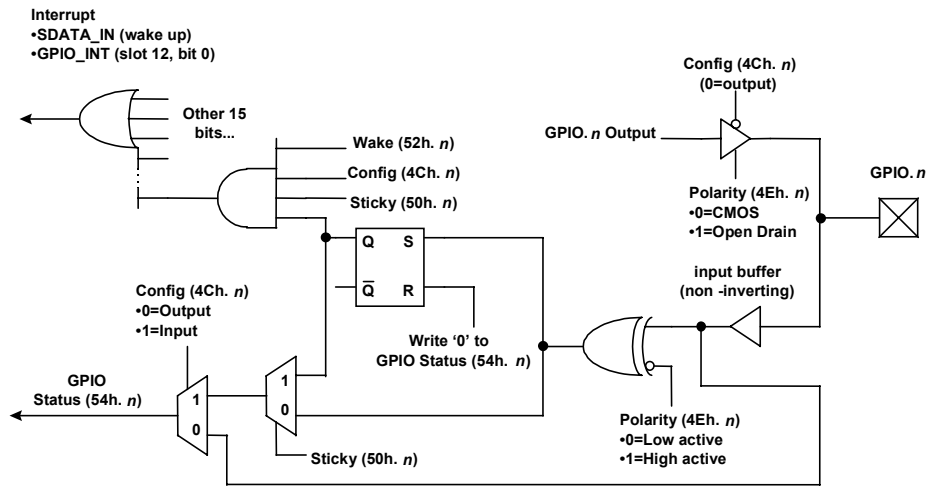 Interrupt
•SDATA_IN (wake up)
•GPIO_INT (slot 12, bit 0)
Config (4Ch. n)
(0=output)
Other 15
bits...
GPIO. n Output
Wake (52h. n)
Config (4Ch. n)
Sticky (50h. n)
GPIO. n
Polarity (4Eh. n)
•0=CMOS
•1=Open Drain
Q S
Q R
input buffer
(non -inverting)
Config (4Ch. n)
•0=Output
•1=Input
Write ‘0’ to
GPIO Status (54h. n)
GPIO
Status (54h. n)
1
0
1
0
Polarity (4Eh. n)
•0=Low active
•1=High active
Sticky (50h. n)